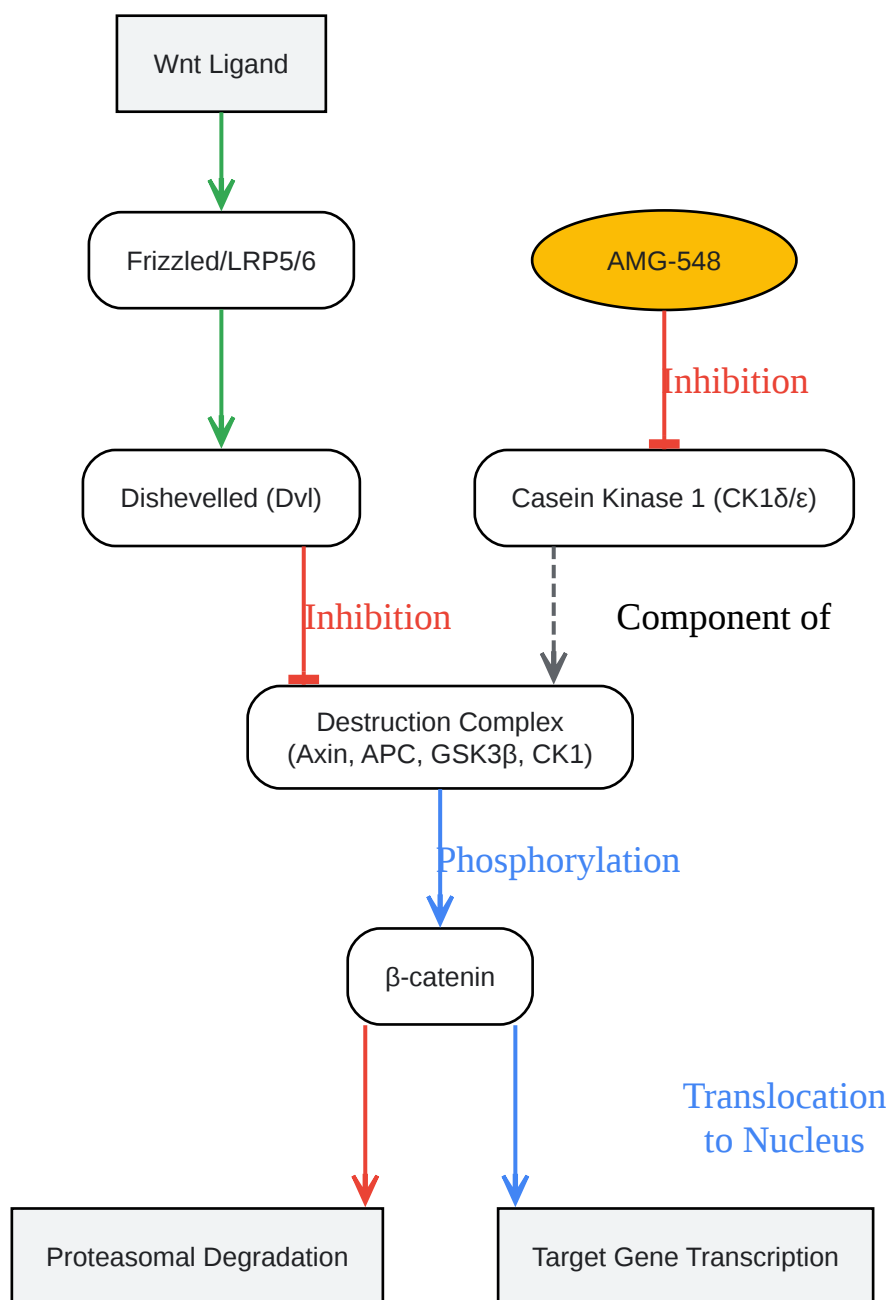 Wnt Ligand
Frizzled/LRP5/6
AMG-548
Inhibition
Dishevelled (Dvl)
Casein Kinase 1 (CK1δ/ε)
Inhibition
Component of
Destruction Complex
(Axin, APC, GSK3β, CK1)
Phosphorylation
β-catenin
Translocation
to Nucleus
Proteasomal Degradation
Target Gene Transcription